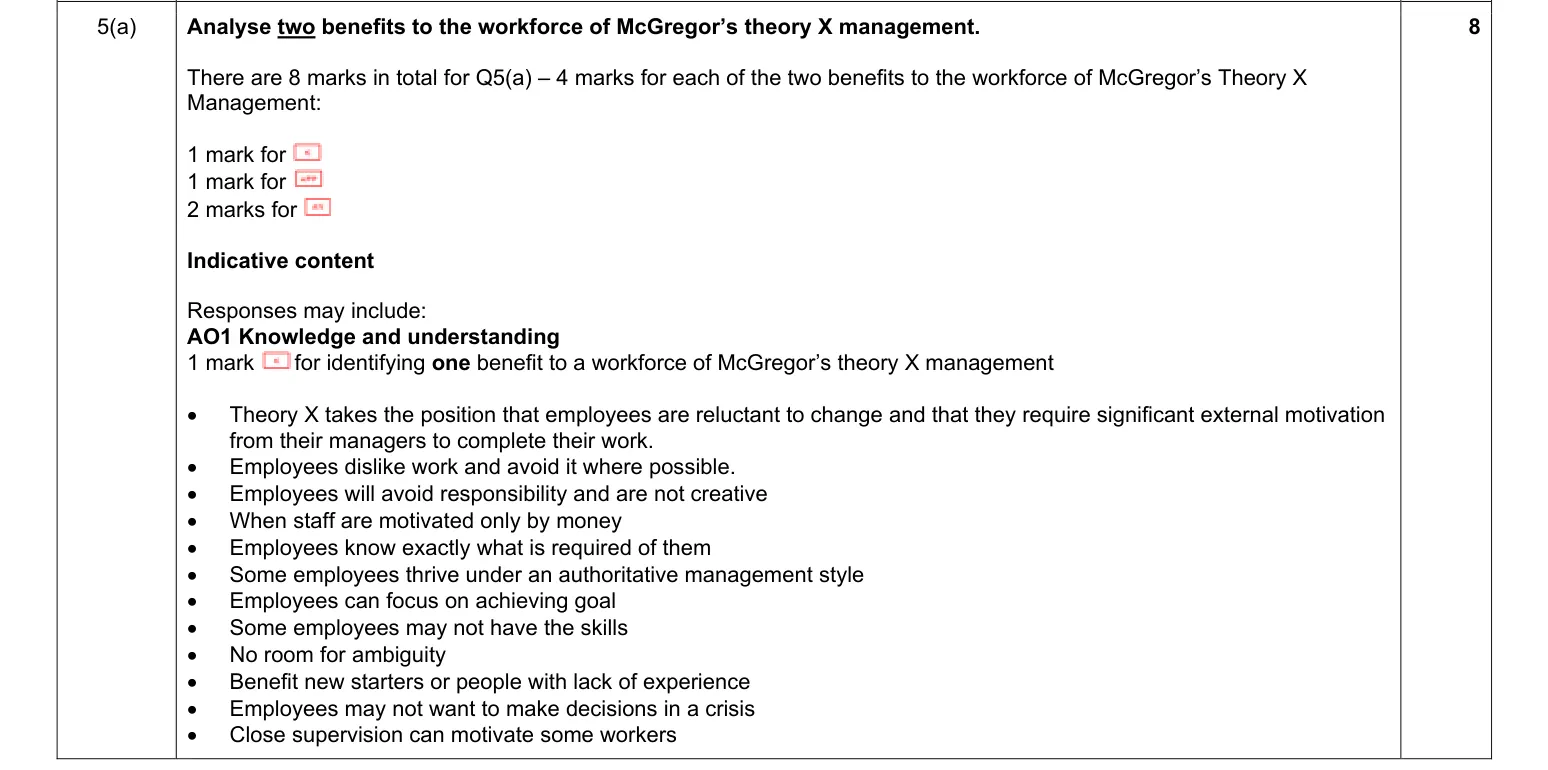 5(a)
Analyse two benefits to the workforce of McGregor’s theory X management.
8
There are 8 marks in total for Q5(a) – 4 marks for each of the two benefits to the workforce of McGregor’s Theory X
Management:
1 mark for
1 mark for
2 marks for
Indicative content
Responses may include:
AO1 Knowledge and understanding
1 mark for identifying one benefit to a workforce of McGregor’s theory X management
• Theory X takes the position that employees are reluctant to change and that they require significant external motivation
from their managers to complete their work.
• Employees dislike work and avoid it where possible.
• Employees will avoid responsibility and are not creative
• When staff are motivated only by money
• Employees know exactly what is required of them
• Some employees thrive under an authoritative management style
• Employees can focus on achieving goal
• Some employees may not have the skills
• No room for ambiguity
• Benefit new starters or people with lack of experience
• Employees may not want to make decisions in a crisis
• Close supervision can motivate some workers